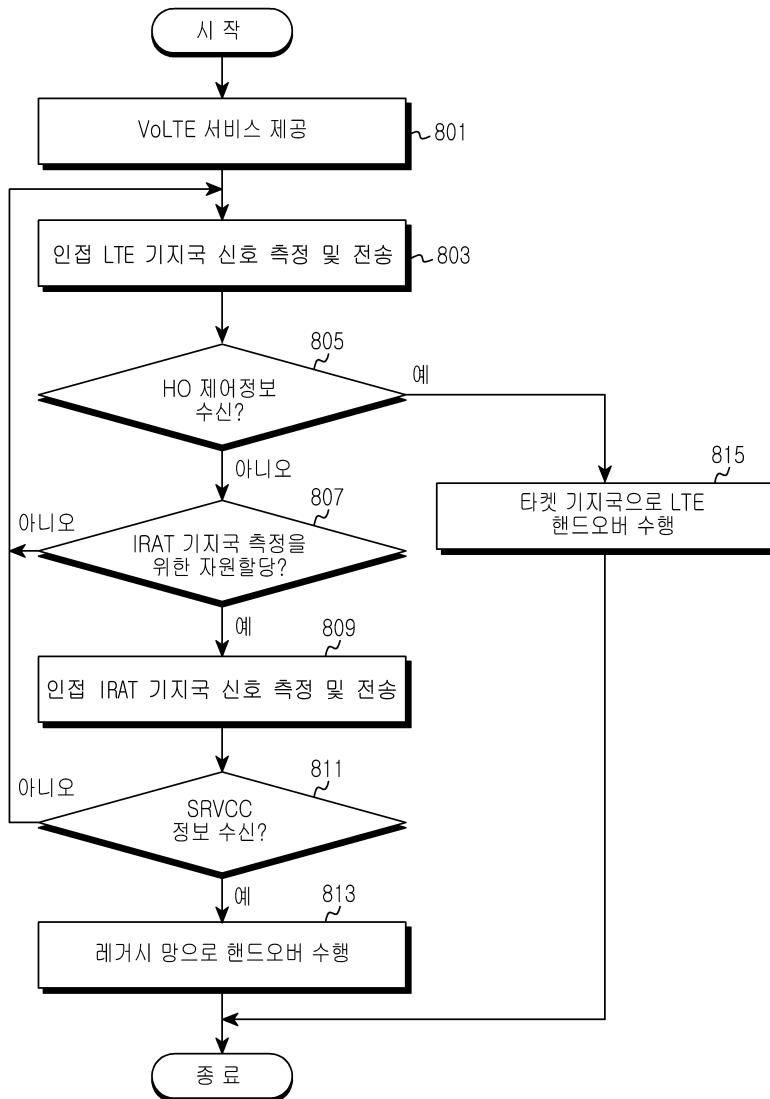 시 작
VoLTE 서비스 제공
801
인접 LTE 기지국 신호 측정 및 전송
803
805
HO 제어정보
수신?
예
아니오
815
타켓 기지국으로 LTE
핸드오버 수행
807
아니오
IRAT 기지국 측정을
위한 자원할당?
예
809
인접 IRAT 기지국 신호 측정 및 전송
811
아니오
SRVCC
정보 수신?
예
813
레거시 망으로 핸드오버 수행
종 료